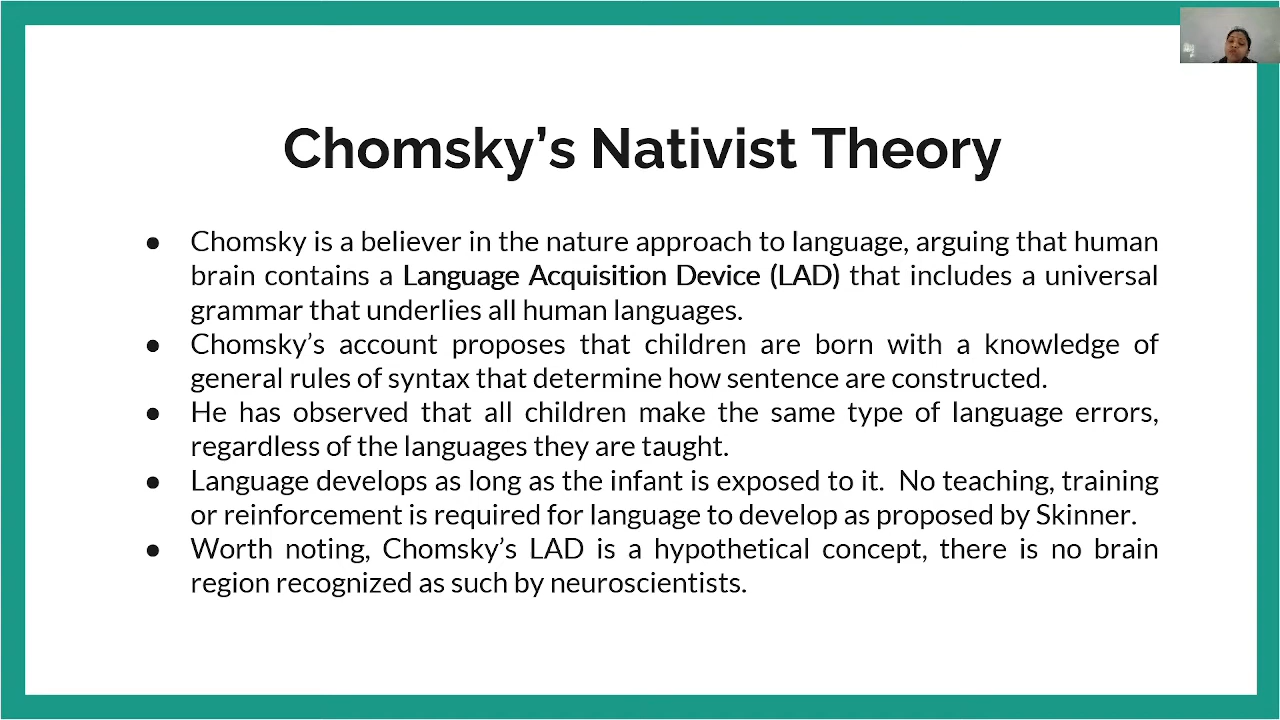 Chomsky’s Nativist Theory
● Chomsky is a believer in the nature approach to language, arguing that human
brain contains a Language Acquisition Device (LAD) that includes a universal
grammar that underlies all human languages.
● Chomsky’s account proposes that children are born with a knowledge of
general rules of syntax that determine how sentence are constructed.
● He has observed that all children make the same type of language errors,
regardless of the languages they are taught.
● Language develops as long as the infant is exposed to it.  No teaching, training
or reinforcement is required for language to develop as proposed by Skinner.
● Worth noting, Chomsky’s LAD is a hypothetical concept, there is no brain
region recognized as such by neuroscientists.